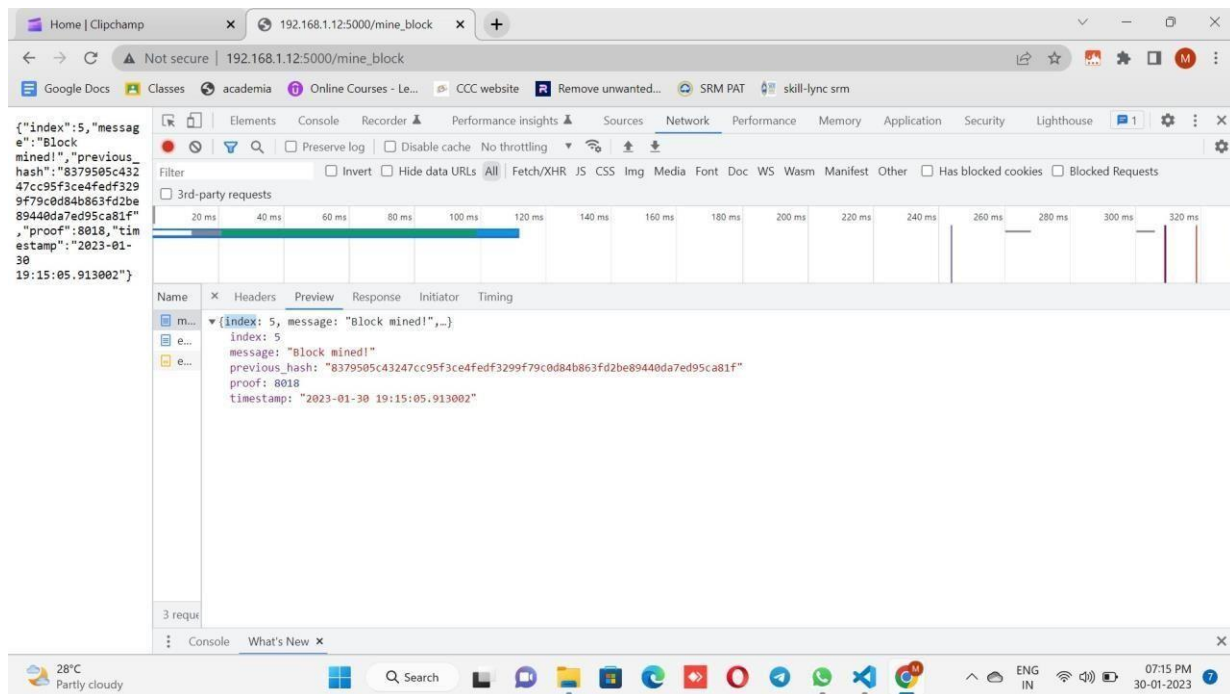 Home | Clipchamp
192.168.1.12:5000/mine_block
Not secure | 192.168.1.12:5000/mine_block
M
Google Docs Classes academia Online Courses - Le... CCC website Remove unwanted... SRM PAT skill-lync srm
{"index":5,"messag
e":"Block
mined!","previous_
hash":"8379505c432
47cc95f3ce4fedf329
9f79c0d84b863fd2be
89440da7ed95ca81f"
,"proof":8018,"tim
estamp":"2023-01-
30
19:15:05.913002"}
Elements Console Recorder Performance insights Sources Network Performance Memory Application Security Lighthouse 1
Preserve log Disable cache No throttling
Filter Invert Hide data URLs All Fetch/XHR JS CSS Img Media Font Doc WS Wasm Manifest Other Has blocked cookies Blocked Requests
3rd-party requests
20 ms 40 ms 60 ms 80 ms 100 ms 120 ms 140 ms 160 ms 180 ms 200 ms 220 ms 240 ms 260 ms 280 ms 300 ms 320 ms
Name Headers Preview Response Initiator Timing
m...
e...
e...
{index: 5, message: "Block mined!",…}
index: 5
message: "Block mined!"
previous_hash: "8379505c43247cc95f3ce4fedf3299f79c0d84b863fd2be89440da7ed95ca81f"
proof: 8018
timestamp: "2023-01-30 19:15:05.913002"
3 reque
Console What's New
28°C
Partly cloudy
Search
M
ENG
IN
07:15 PM
30-01-2023
7